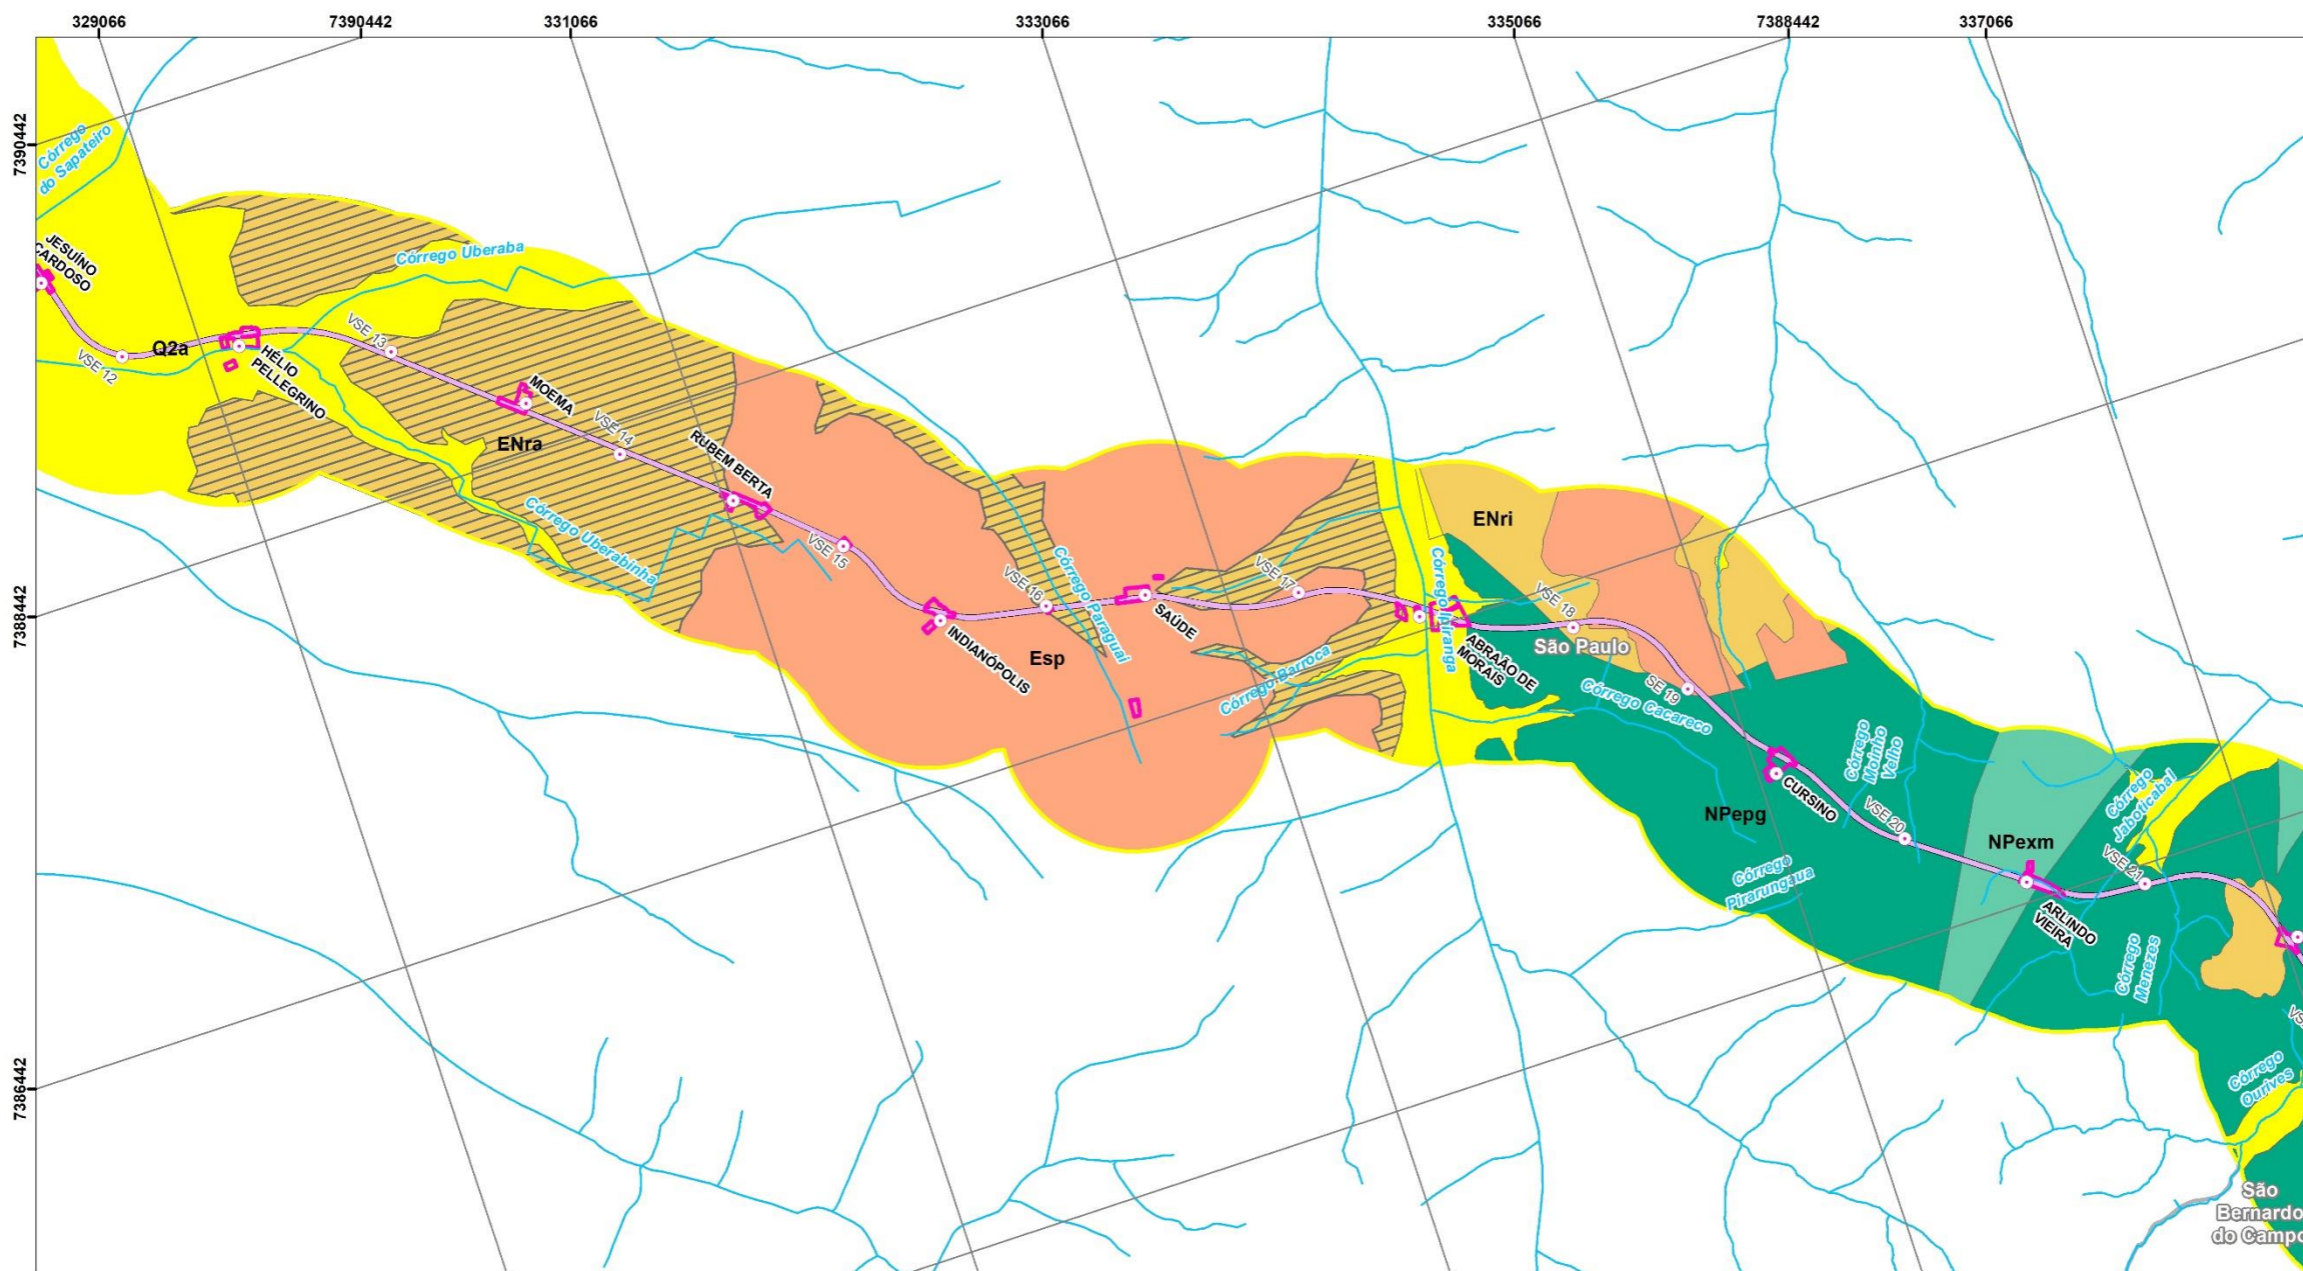 329066
7390442
331066
333066
335066
7388442
337066
7390442
7388442
7386442
Córrego
do Sapateiro
JESUÍNO
CARDOSO
VSE 12
Q2a
HÉLIO
PELLEGRINO
Córrego Uberaba
VSE 13
MOEMA
ENra
VSE 14
RUBEM BERTA
Córrego Uberabinha
VSE 15
INDIANÓPOLIS
VSE 16
Esp
Córrego Paraguai
SAÚDE
VSE 17
Córrego Barroca
Córrego Ipiranga
ENri
ABRAÃO DE
MORAIS
VSE 18
São Paulo
SE 19
Córrego Cacareco
CURSINO
NPepg
Córrego
Pirarungaua
Córrego
Moinho
Velho
VSE 20
NPexm
ARLINDO
VIEIRA
Córrego
Jaboticabal
VSE 21
Córrego
Menezes
VS
Córrego
Ourives
São
Bernardo
do Campo